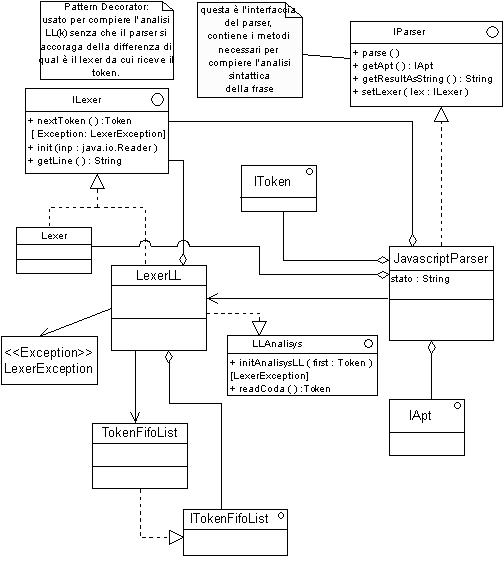 Pattern Decorator:
usato per compiere l'analisi
LL(k) senza che il parser si
accoraga della differenza di
qual è il lexer da cui riceve il
token.
questa è l'interfaccia
del parser,
contiene i metodi
necessari per
compiere l'analisi
sintattica
della frase
IParser
+ parse ( )
+ getApt ( ) : IApt
+ getResultAsString ( ) : String
+ setLexer ( lex : ILexer )
ILexer
+ nextToken ( ) : Token
[ Exception: LexerException]
+ init (inp : java.io.Reader )
+ getLine ( ) : String
IToken
Lexer
LexerLL
JavascriptParser
stato : String
<<Exception>>
LexerException
LLAnalisys
+ initAnalisysLL ( first : Token )
[LexerException]
+ readCoda ( ) : Token
IApt
TokenFifoList
ITokenFifoList